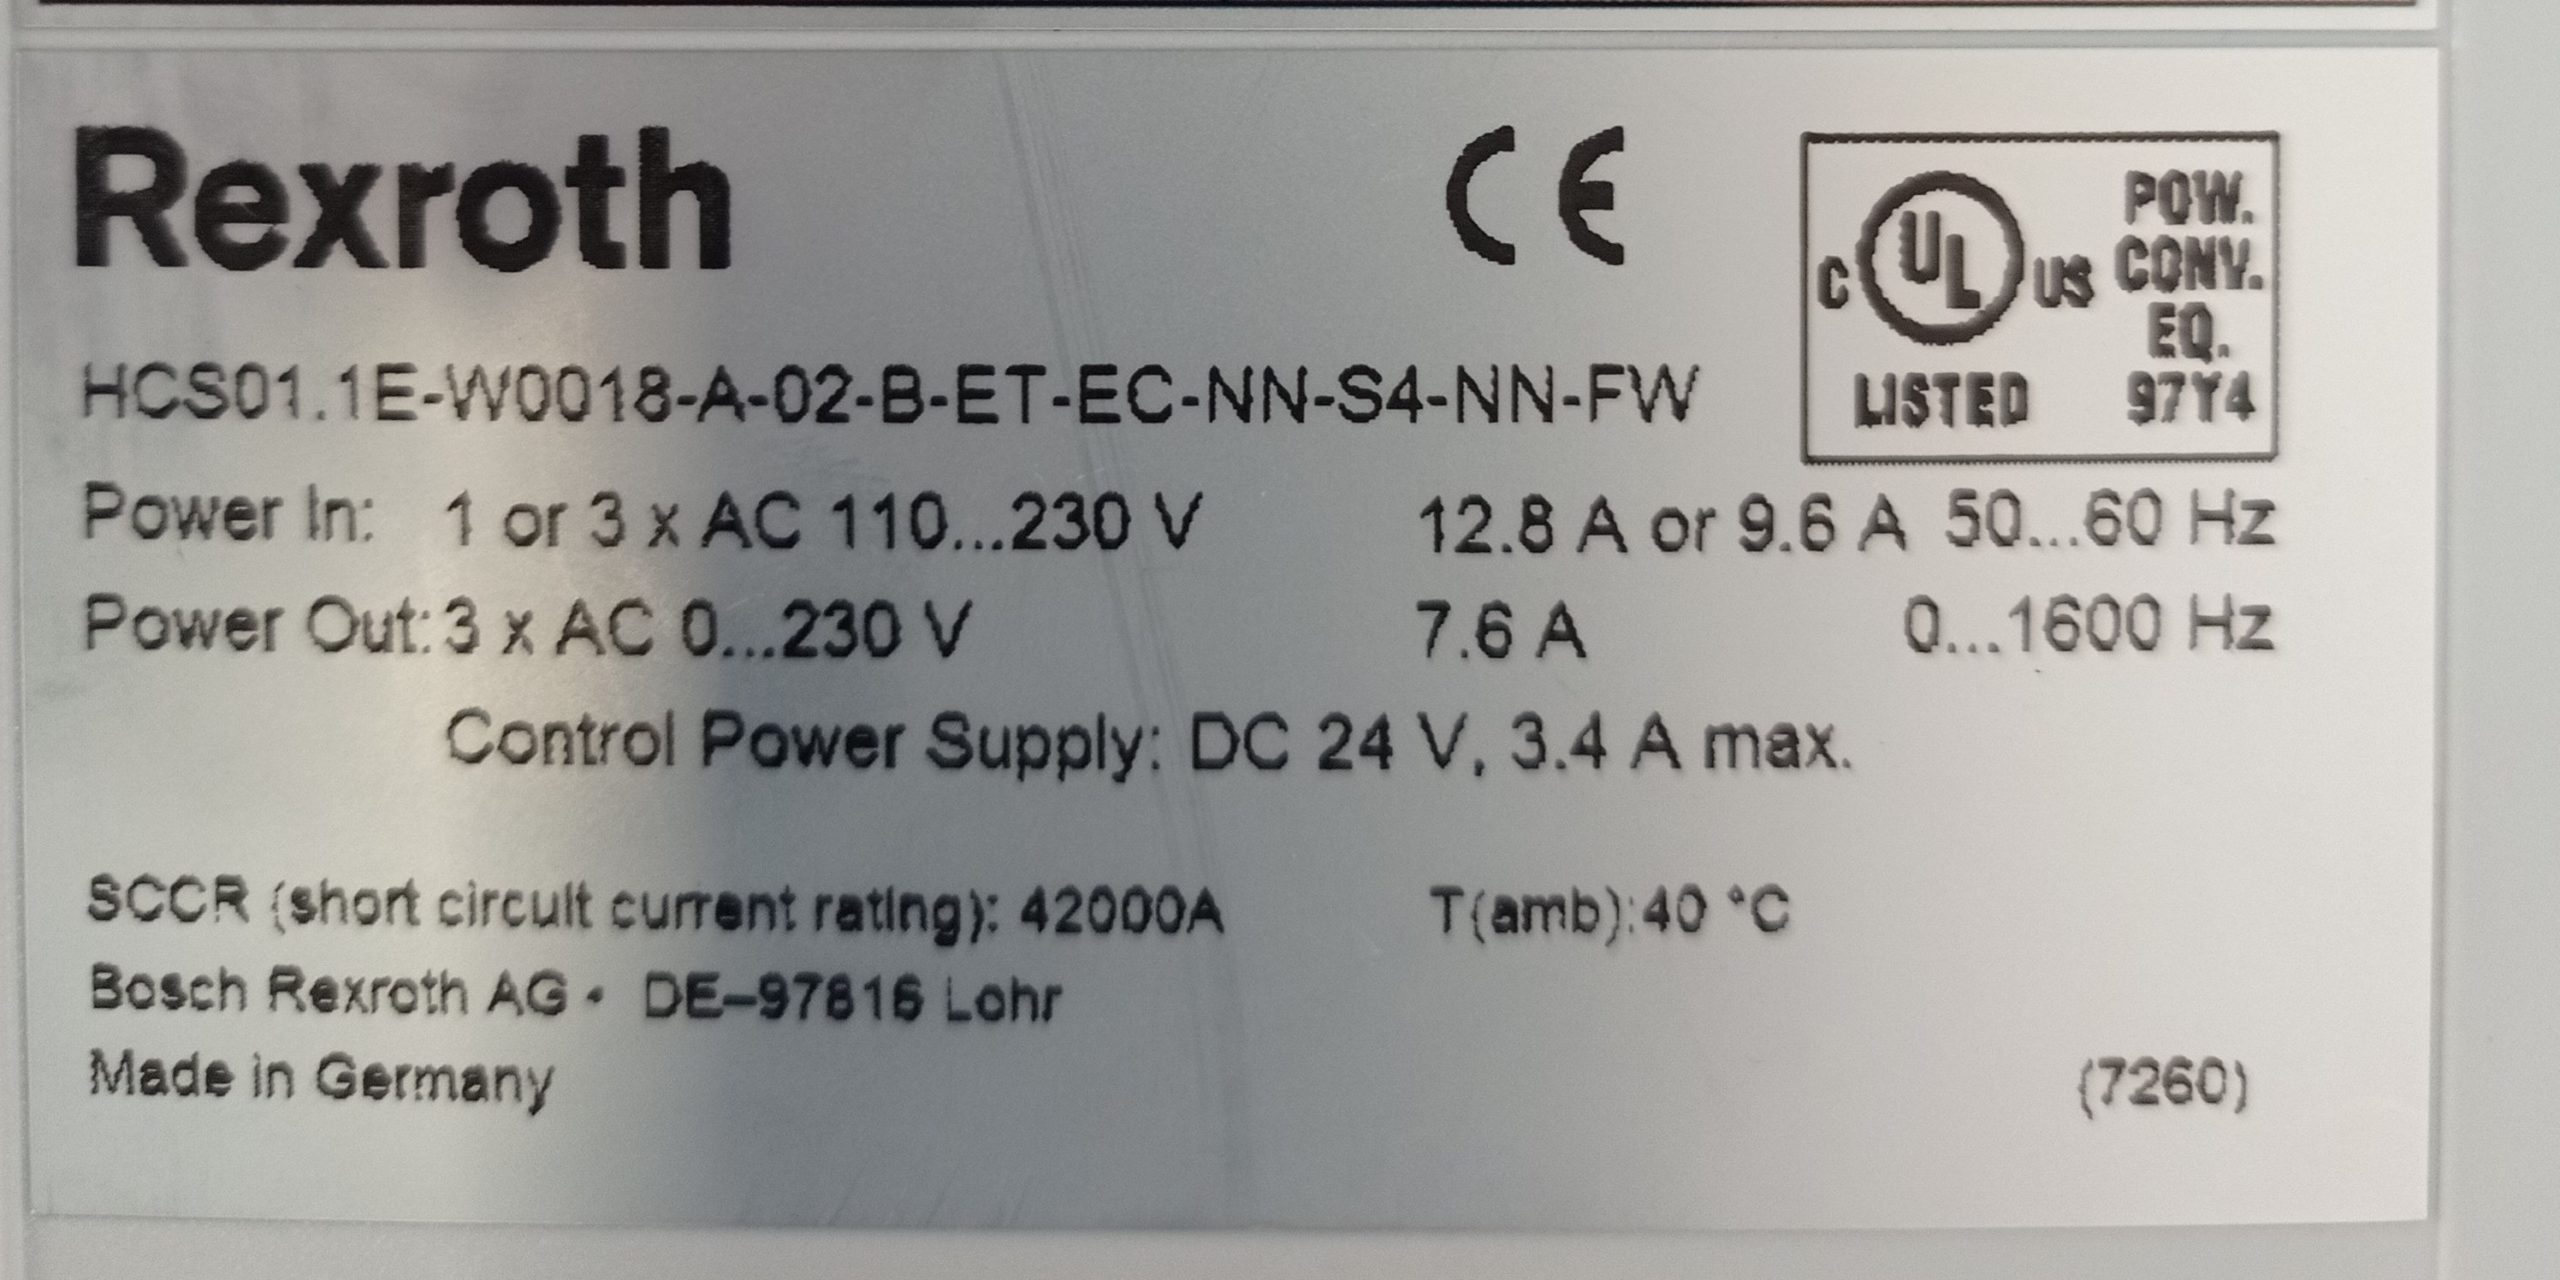 Rexroth
CE
C UL US
LISTED
POW.
CONV.
EQ.
97Y4
HCS01.1E-W0018-A-02-B-ET-EC-NN-S4-NN-FW
Power In: 1 or 3 x AC 110...230 V 12.8 A or 9.6 A 50...60 Hz
Power Out: 3 x AC 0...230 V 7.6 A 0...1600 Hz
Control Power Supply: DC 24 V, 3.4 A max.
SCCR (short circuit current rating): 42000A T(amb):40 °C
Bosch Rexroth AG • DE–97816 Lohr
Made in Germany (7260)